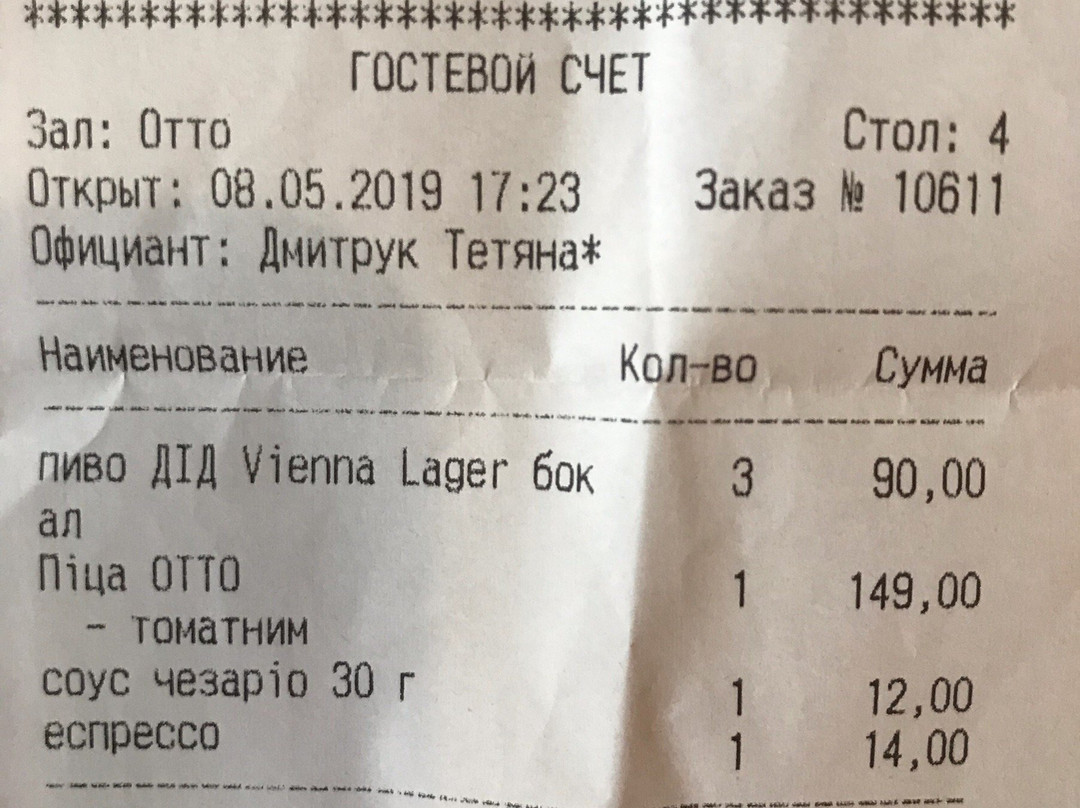 *******************************************
ГОСТЕВОЙ СЧЕТ
Зал: Отто Стол: 4
Открыт: 08.05.2019 17:23 Заказ № 10611
Официант: Дмитрук Тетяна*
Наименование Кол-во Сумма
пиво ДІД Vienna Lager бок 3 90,00
ал
Піца ОТТО 1 149,00
- томатним
соус чезаріо 30 г 1 12,00
еспрессо 1 14,00